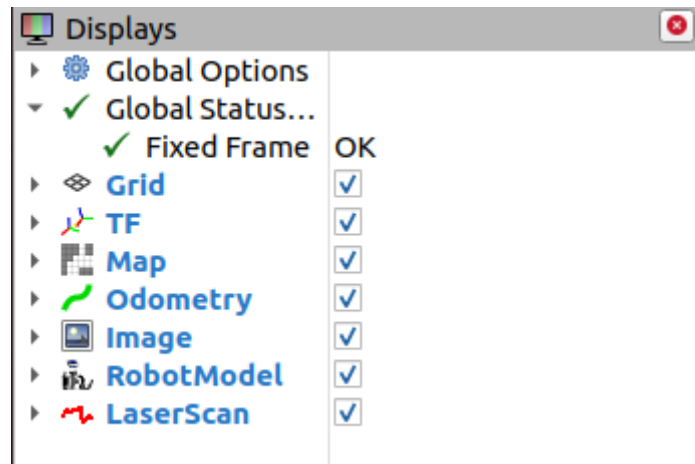 Displays
Global Options
Global Status...
Fixed Frame OK
Grid
TF
Map
Odometry
Image
RobotModel
LaserScan